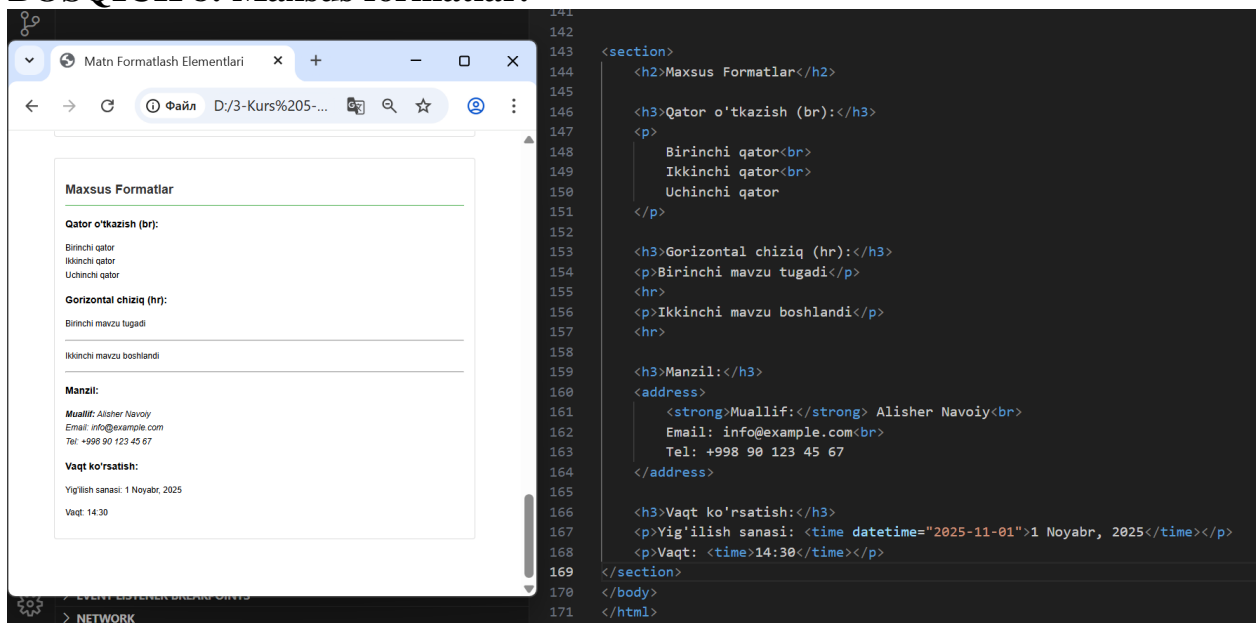 Matn Formatlash Elementlari
Файл D:/3-Kurs%205-...
Maxsus Formatlar
Qator o'tkazish (br):
Birinchi qator
Ikkinchi qator
Uchinchi qator
Gorizontal chiziq (hr):
Birinchi mavzu tugadi
Ikkinchi mavzu boshlandi
Manzil:
Muallif: Alisher Navoiy
Email: info@example.com
Tel: +998 90 123 45 67
Vaqt ko'rsatish:
Yig'ilish sanasi: 1 Noyabr, 2025
Vaqt: 14:30
> NETWORK
141
142
143 <section>
144 <h2>Maxsus Formatlar</h2>
145
146 <h3>Qator o'tkazish (br):</h3>
147 <p>
148 Birinchi qator<br>
149 Ikkinchi qator<br>
150 Uchinchi qator
151 </p>
152
153 <h3>Gorizontal chiziq (hr):</h3>
154 <p>Birinchi mavzu tugadi</p>
155 <hr>
156 <p>Ikkinchi mavzu boshlandi</p>
157 <hr>
158
159 <h3>Manzil:</h3>
160 <address>
161 <strong>Muallif:</strong> Alisher Navoiy<br>
162 Email: info@example.com<br>
163 Tel: +998 90 123 45 67
164 </address>
165
166 <h3>Vaqt ko'rsatish:</h3>
167 <p>Yig'ilish sanasi: <time datetime="2025-11-01">1 Noyabr, 2025</time></p>
168 <p>Vaqt: <time>14:30</time></p>
169 </section>
170 </body>
171 </html>